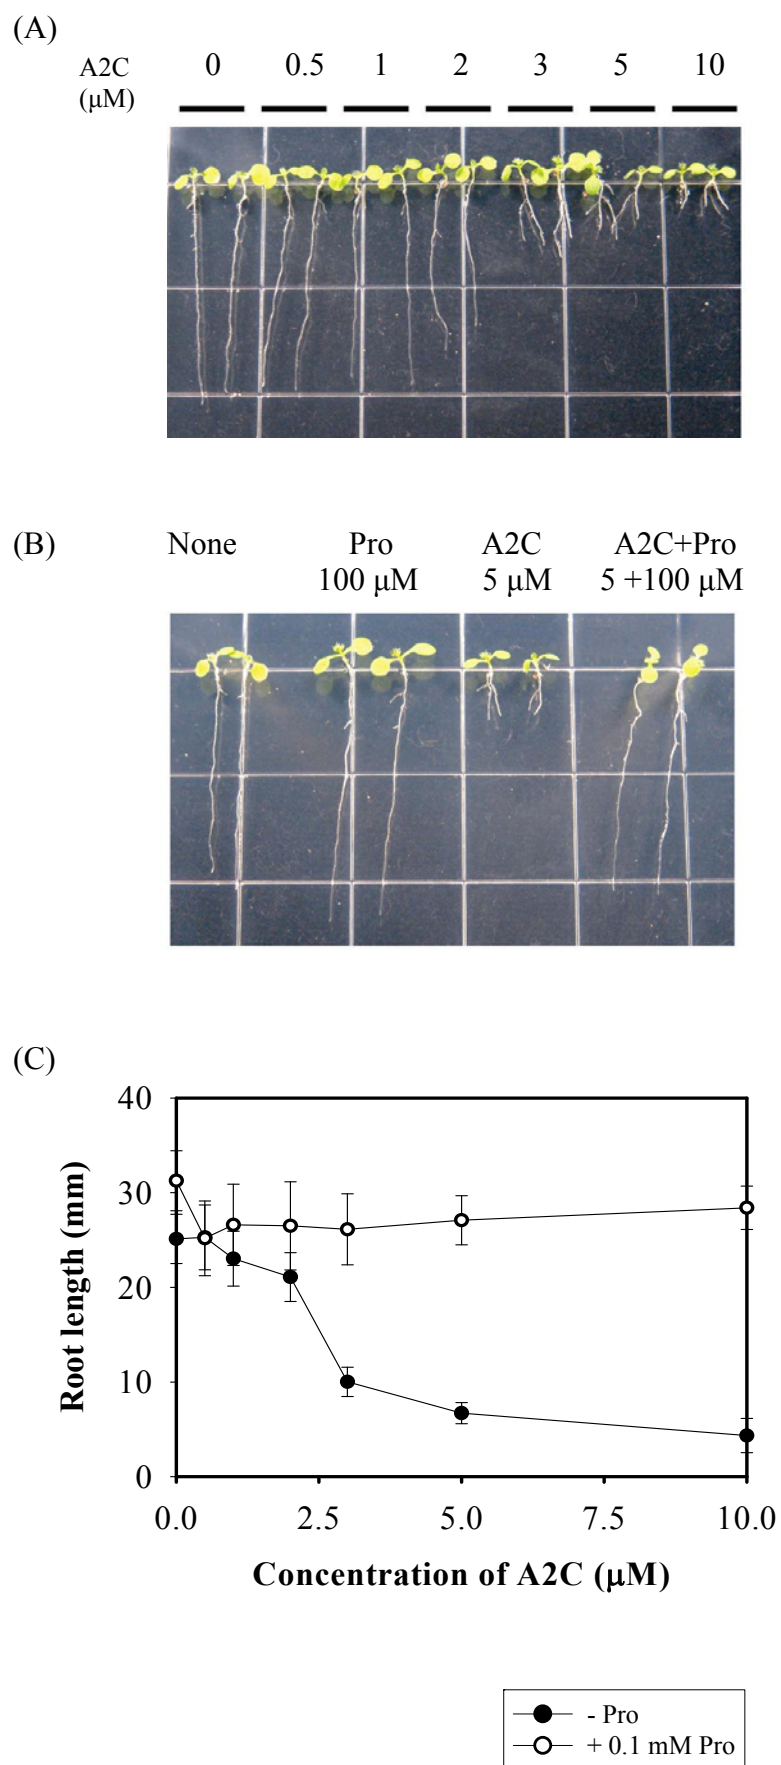 (A)
A2C
(μM)
0 0.5 1 2 3 5 10
(B)
None Pro A2C A2C+Pro
100 μM 5 μM 5 +100 μM
(C)
40
30
20
10
0
Root length (mm)
0.0 2.5 5.0 7.5 10.0
Concentration of A2C (μM)
- Pro
+ 0.1 mM Pro